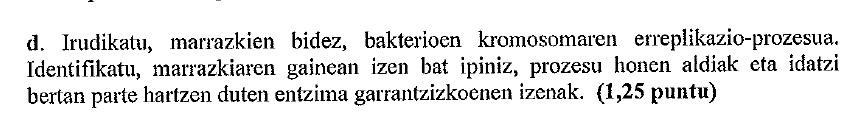 d. Irudikatu, marrazkien bidez, bakterioen kromosomaren erreplikazio-prozesua.
Identifikatu, marrazkiaren gainean izen bat ipiniz, prozesu honen aldiak eta idatzi
bertan parte hartzen duten entzima garrantzizkoenen izenak. (1,25 puntu)